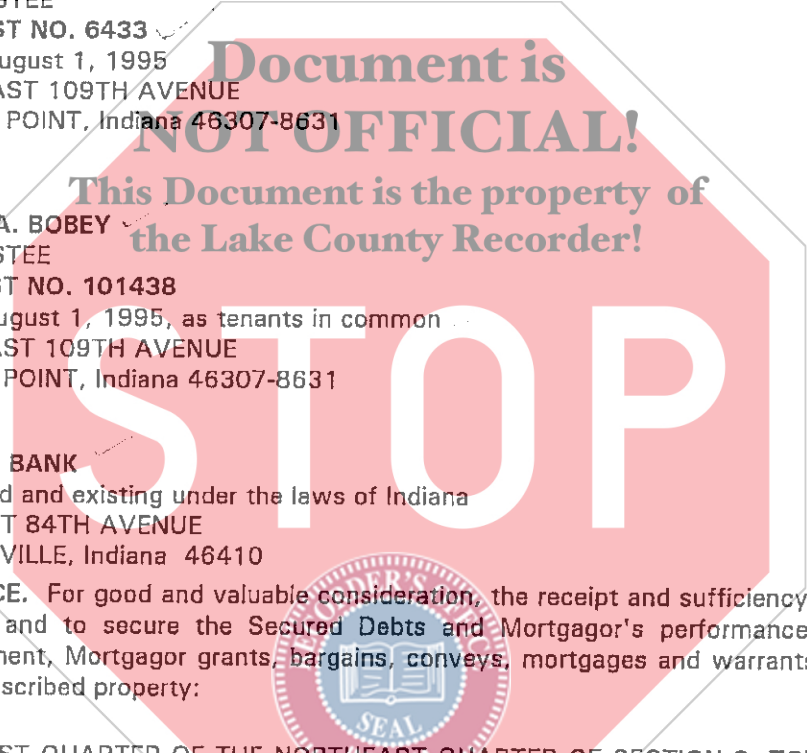 ST NO. 6433
ugust 1, 1995
AST 109TH AVENUE
POINT, Indiana 46307-8631
Document is
NOT OFFICIAL!
This Document is the property of
the Lake County Recorder!
A. BOBEY
STEE
ST NO. 101438
ugust 1, 1995, as tenants in common
AST 109TH AVENUE
POINT, Indiana 46307-8631
STOP
BANK
d and existing under the laws of Indiana
T 84TH AVENUE
VILLE, Indiana 46410
CE. For good and valuable consideration, the receipt and sufficiency
and to secure the Secured Debts and Mortgagor's performance
ment, Mortgagor grants, bargains, conveys, mortgages and warrants
scribed property:
SEAL